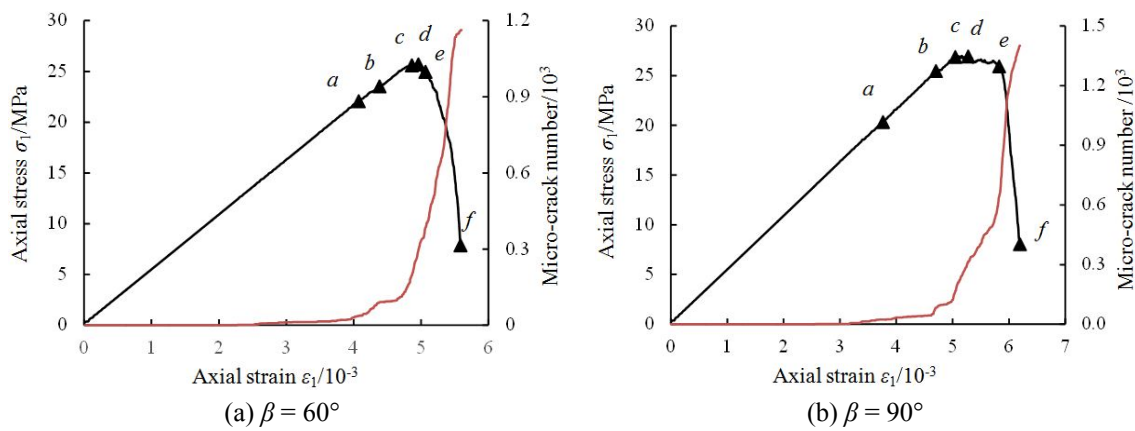 Axial stress σ1/MPa
30
25
20
15
10
5
0
0 1 2 3 4 5 6
Axial strain ε1/10-3
1.2
0.9
0.6
0.3
0
Micro-crack number/10³
a b c d e f
(a) β = 60°
Axial stress σ1/MPa
30
25
20
15
10
5
0
0 1 2 3 4 5 6 7
Axial strain ε1/10-3
1.5
1.2
0.9
0.6
0.3
0.0
Micro-crack number /10³
a b c d e f
(b) β = 90°